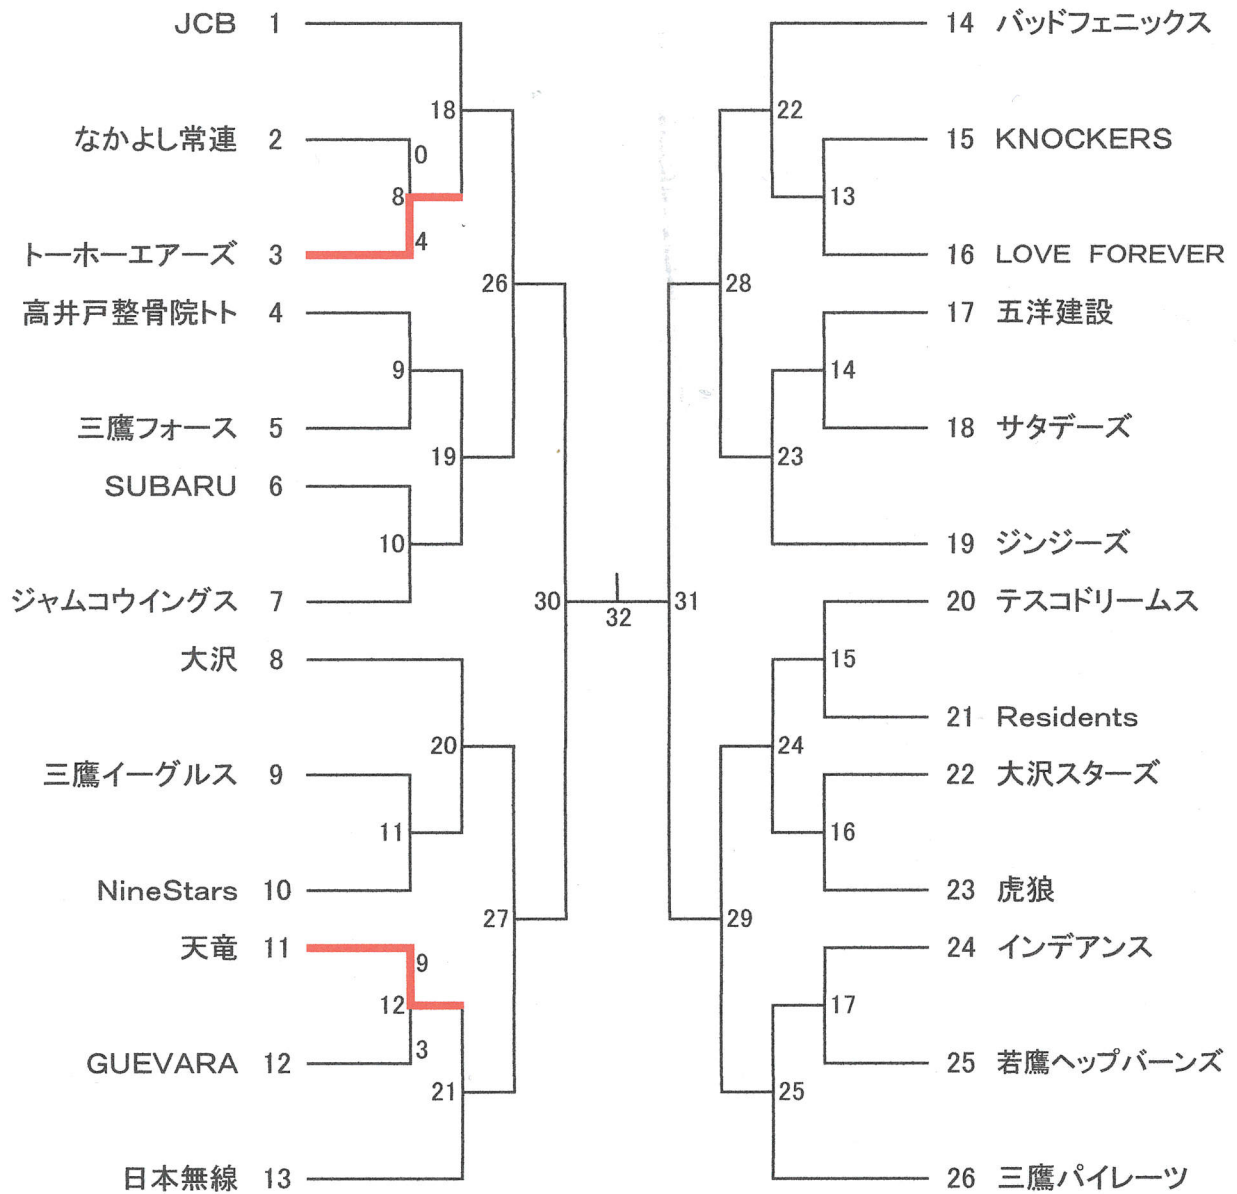 JCB 1
18
なかよし常連 2
0
8
4
トーホーエアーズ 3
26
高井戸整骨院トト 4
9
三鷹フォース 5
19
SUBARU 6
10
ジャムコウイングス 7
30
大沢 8
20
三鷹イーグルス 9
11
NineStars 10
27
天竜 11
9
12
3
GUEVARA 12
21
日本無線 13
32
14 バッドフェニックス
22
15 KNOCKERS
13
16 LOVE FOREVER
28
17 五洋建設
14
18 サタデーズ
23
19 ジンジーズ
31
20 テスコドリームス
15
21 Residents
24
22 大沢スターズ
16
23 虎狼
29
24 インデアンス
17
25 若鷹ヘップバーンズ
25
26 三鷹パイレーツ